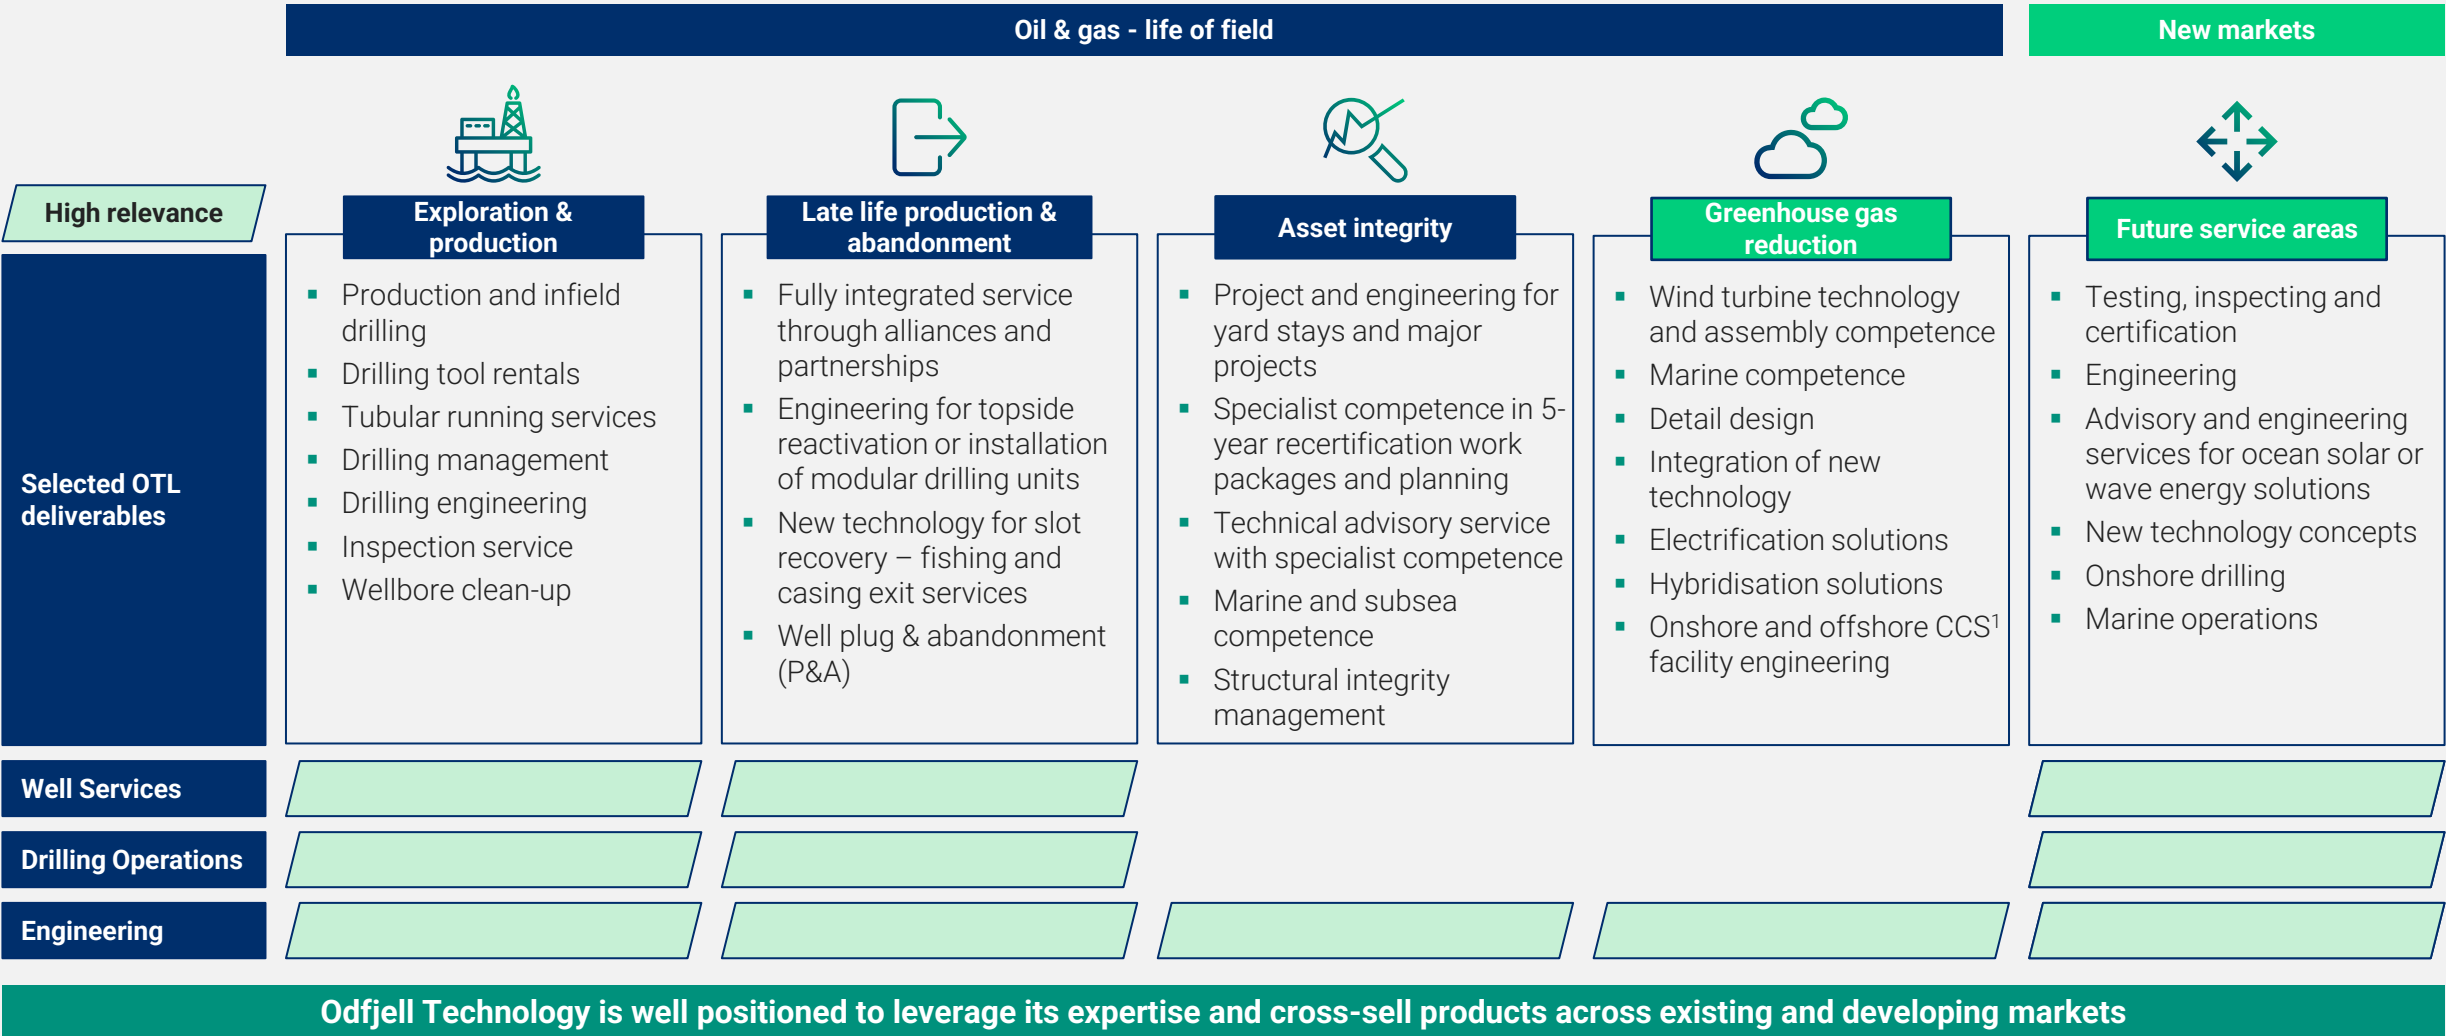 Oil & gas - life of field
New markets
High relevance
Exploration &
production
Late life production &
abandonment
Asset integrity
Greenhouse gas
reduction
Future service areas
Selected OTL
deliverables
▪ Production and infield
drilling
▪ Drilling tool rentals
▪ Tubular running services
▪ Drilling management
▪ Drilling engineering
▪ Inspection service
▪ Wellbore clean-up
▪ Fully integrated service
through alliances and
partnerships
▪ Engineering for topside
reactivation or installation
of modular drilling units
▪ New technology for slot
recovery – fishing and
casing exit services
▪ Well plug & abandonment
(P&A)
▪ Project and engineering for
yard stays and major
projects
▪ Specialist competence in 5-
year recertification work
packages and planning
▪ Technical advisory service
with specialist competence
▪ Marine and subsea
competence
▪ Structural integrity
management
▪ Wind turbine technology
and assembly competence
▪ Marine competence
▪ Detail design
▪ Integration of new
technology
▪ Electrification solutions
▪ Hybridisation solutions
▪ Onshore and offshore CCS¹
facility engineering
▪ Testing, inspecting and
certification
▪ Engineering
▪ Advisory and engineering
services for ocean solar or
wave energy solutions
▪ New technology concepts
▪ Onshore drilling
▪ Marine operations
Well Services
Drilling Operations
Engineering
Odfjell Technology is well positioned to leverage its expertise and cross-sell products across existing and developing markets